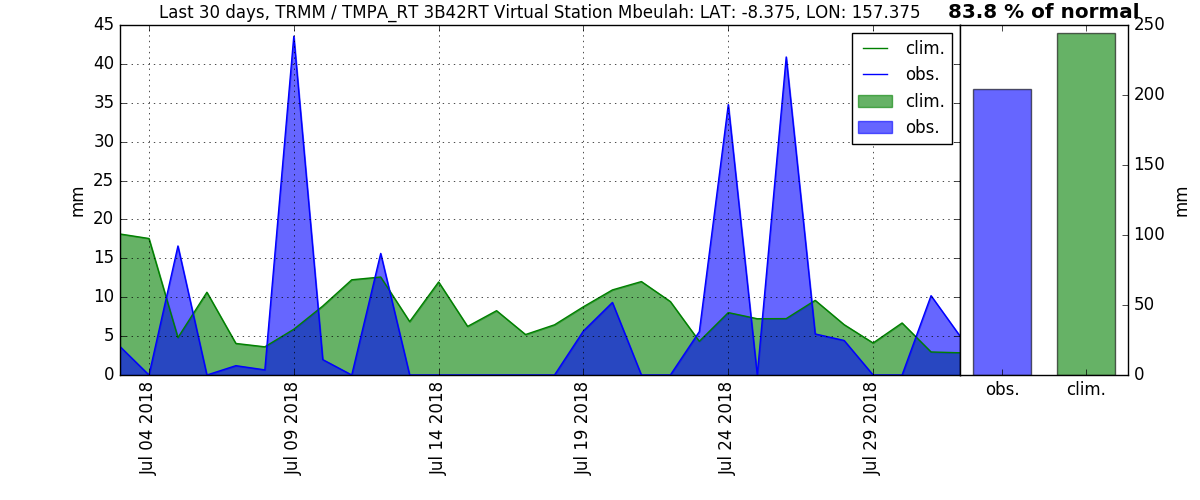 Last 30 days, TRMM / TMPA_RT 3B42RT Virtual Station Mbeulah: LAT: -8.375, LON: 157.375
83.8 % of normal
clim.
obs.
clim.
obs.
45
40
35
30
25
20
15
10
5
0
mm
Jul 04 2018
Jul 09 2018
Jul 14 2018
Jul 19 2018
Jul 24 2018
Jul 29 2018
250
200
150
100
50
0
mm
obs.
clim.